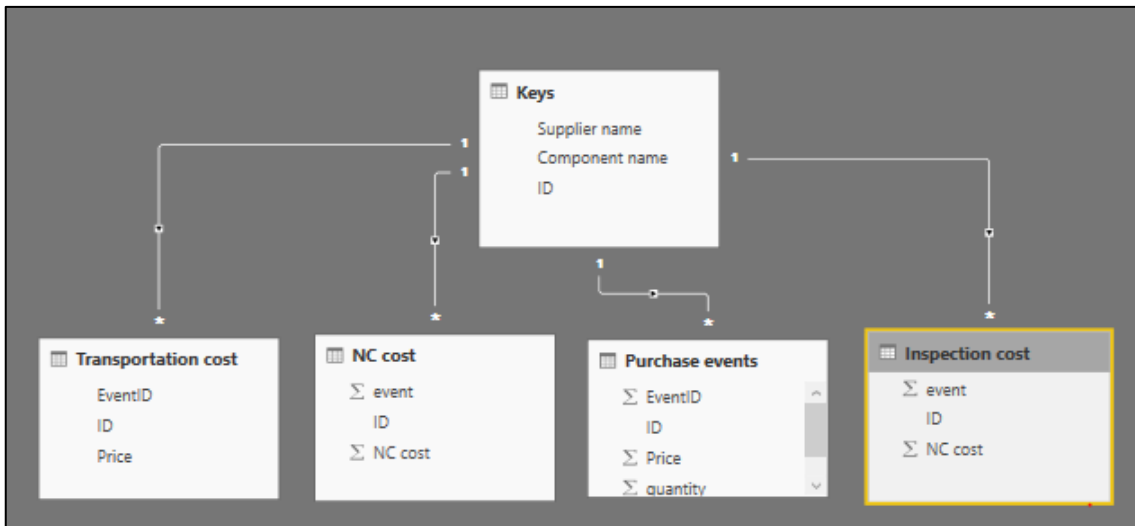 Keys
Supplier name
Component name
ID
1
1
1
1
*
*
*
*
Transportation cost
EventID
ID
Price
NC cost
Σ event
ID
Σ NC cost
Purchase events
Σ EventID
ID
Σ Price
Σ quantity
Inspection cost
Σ event
ID
Σ NC cost